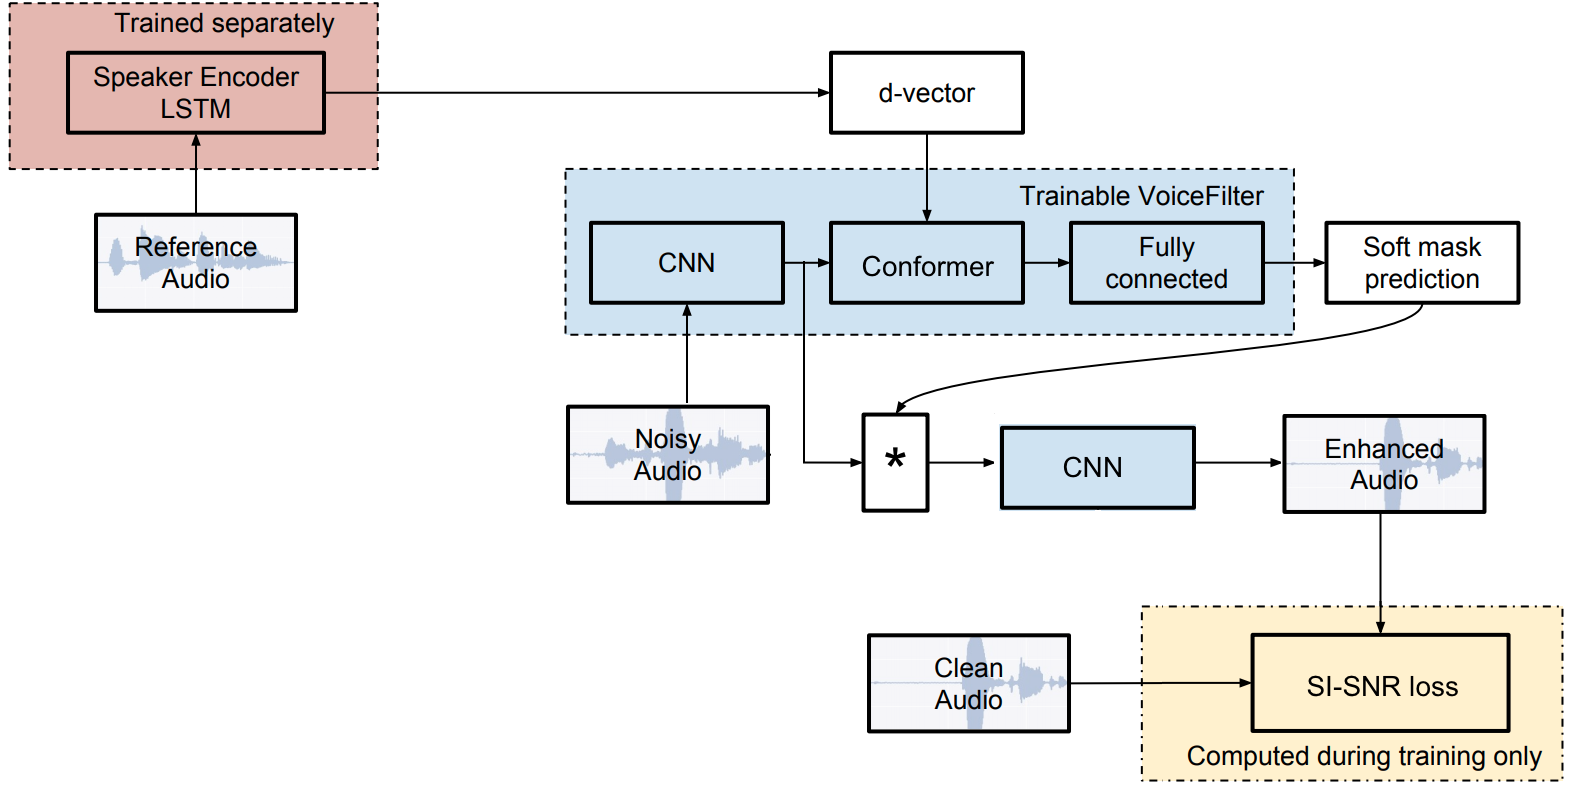 Trained separately
Speaker Encoder
LSTM
d-vector
Reference
Audio
Trainable VoiceFilter
CNN
Conformer
Fully
connected
Soft mask
prediction
Noisy
Audio
*
CNN
Enhanced
Audio
Clean
Audio
SI-SNR loss
Computed during training only